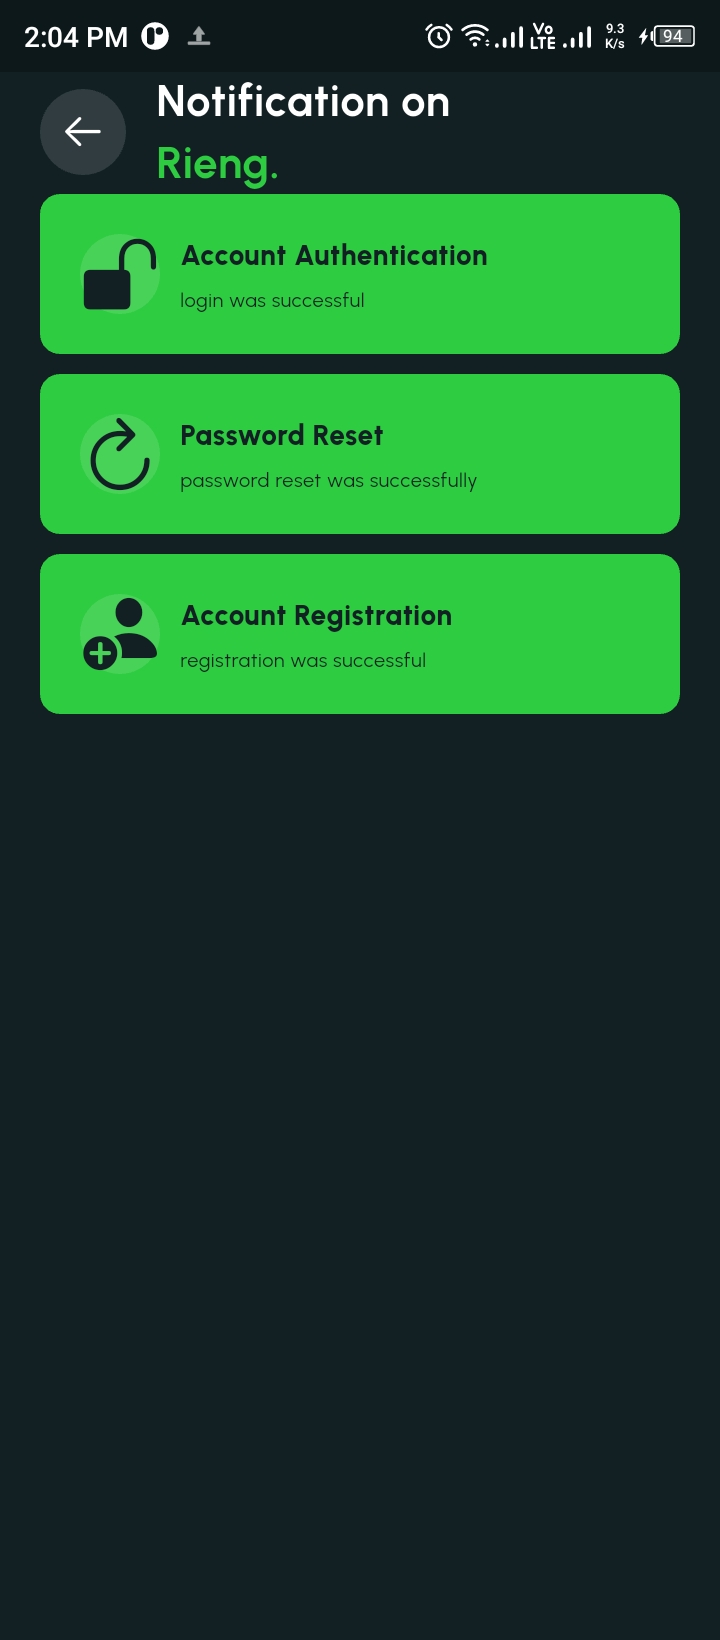 2:04 PM
Vo LTE
9.3 K/s
94
Notification on
Rieng.
Account Authentication
login was successful
Password Reset
password reset was successfully
Account Registration
registration was successful